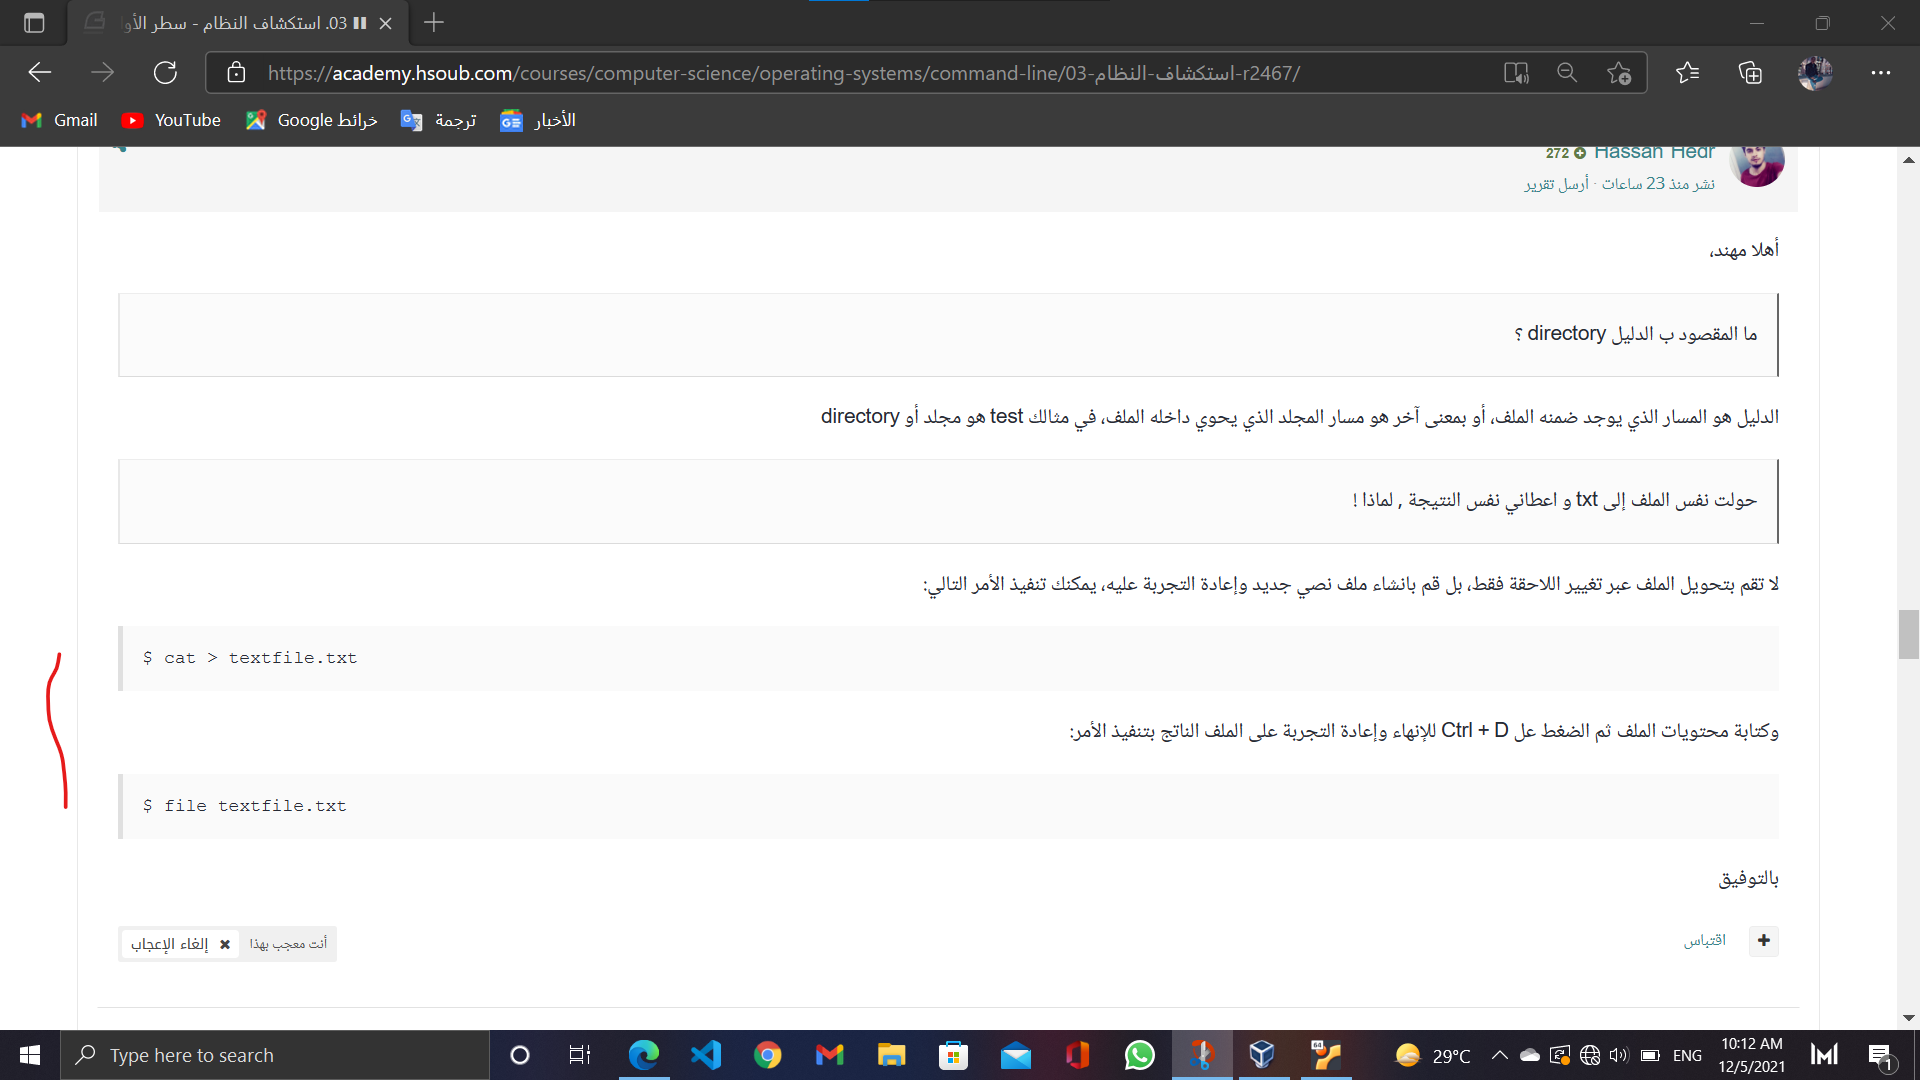 03. استكشاف النظام - سطر الأوا
https://academy.hsoub.com/courses/computer-science/operating-systems/command-line/03-استكشاف-النظام-r2467/
Gmail YouTube خرائط Google ترجمة الأخبار
Hassan Hedr 272
نشر منذ 23 ساعات · أرسل تقرير
أهلا مهند،
ما المقصود ب الدليل directory ؟
الدليل هو المسار الذي يوجد ضمنه الملف، أو بمعنى آخر هو مسار المجلد الذي يحوي داخله الملف، في مثالك test هو مجلد أو directory
حولت نفس الملف إلى txt و اعطاني نفس النتيجة , لماذا !
لا تقم بتحويل الملف عبر تغيير اللاحقة فقط، بل قم بانشاء ملف نصي جديد وإعادة التجربة عليه، يمكنك تنفيذ الأمر التالي:
$ cat > textfile.txt
وكتابة محتويات الملف ثم الضغط عل Ctrl + D للإنهاء وإعادة التجربة على الملف الناتج بتنفيذ الأمر:
$ file textfile.txt
بالتوفيق
اقتباس
أنت معجب بهذا إلغاء الإعجاب
Type here to search
29°C
ENG
10:12 AM
12/5/2021
1